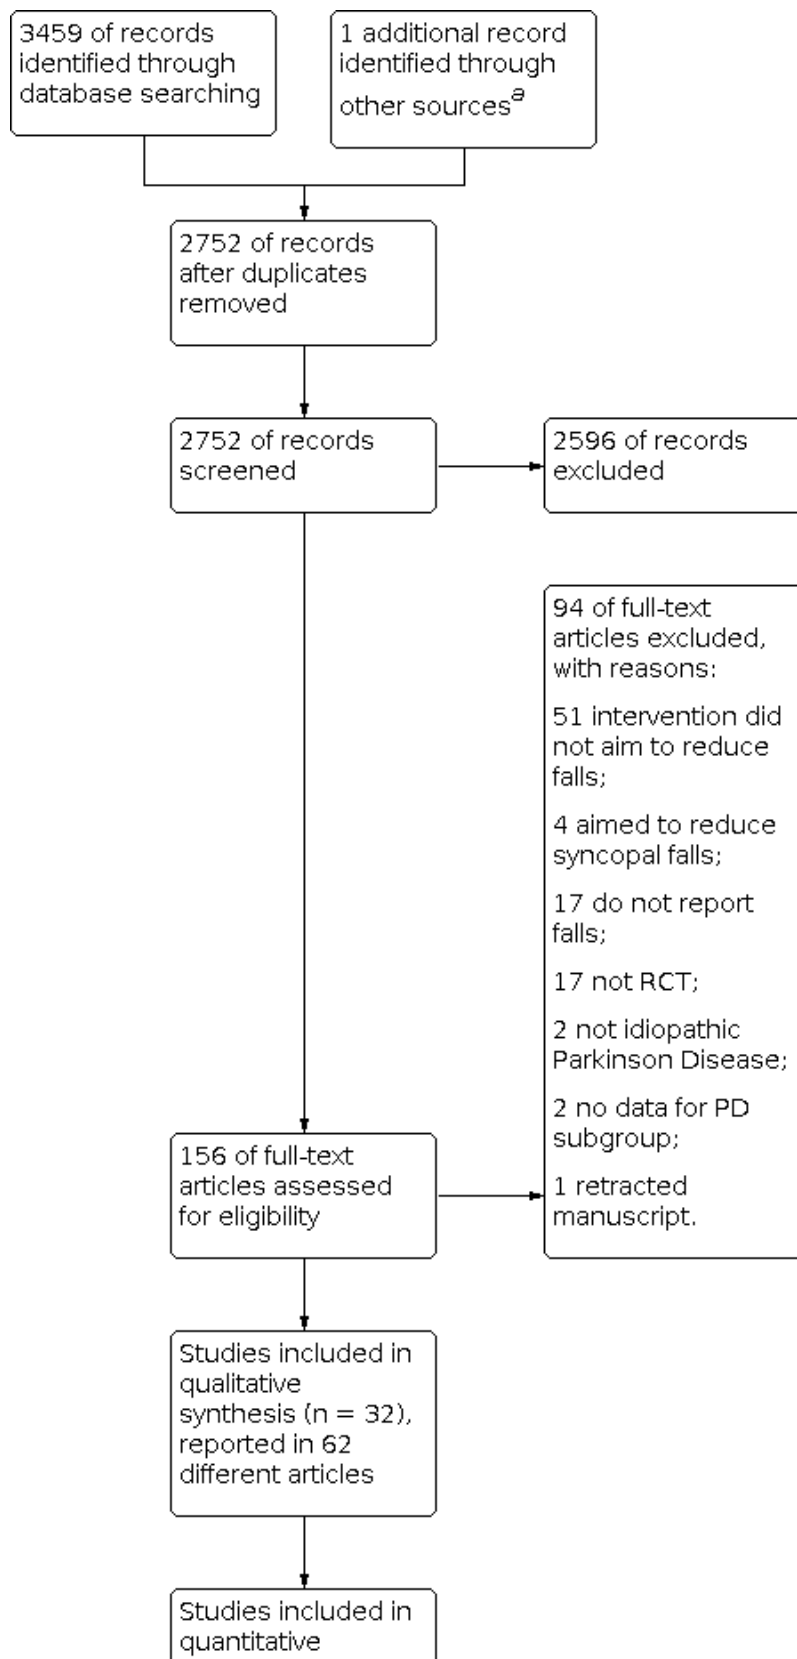 3459 of records
identified through
database searching
1 additional record
identified through
other sourcesa
2752 of records
after duplicates
removed
2752 of records
screened
2596 of records
excluded
94 of full-text
articles excluded,
with reasons:
51 intervention did
not aim to reduce
falls;
4 aimed to reduce
syncopal falls;
17 do not report
falls;
17 not RCT;
2 not idiopathic
Parkinson Disease;
2 no data for PD
subgroup;
1 retracted
manuscript.
156 of full-text
articles assessed
for eligibility
Studies included in
qualitative
synthesis (n = 32),
reported in 62
different articles
Studies included in
quantitative